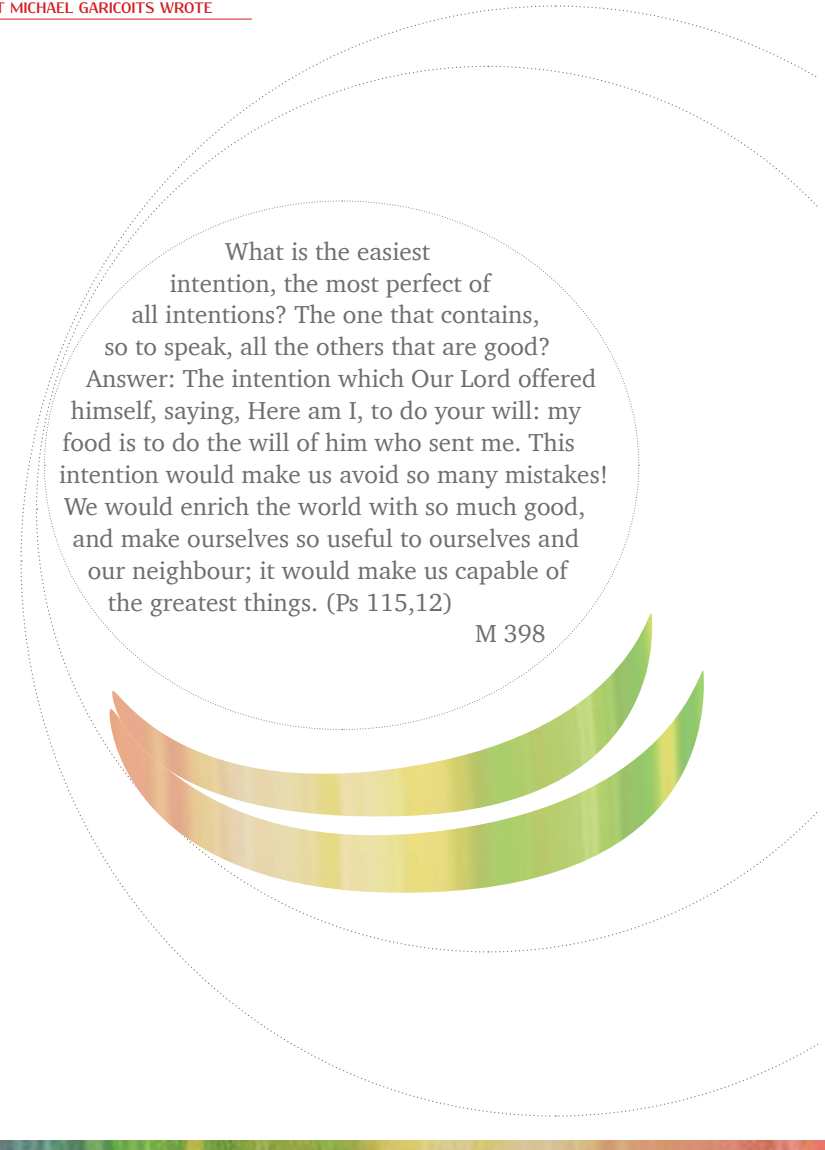 T MICHAEL GARICOITS WROTE
What is the easiest
intention, the most perfect of
all intentions? The one that contains,
so to speak, all the others that are good?
Answer: The intention which Our Lord offered
himself, saying, Here am I, to do your will: my
food is to do the will of him who sent me. This
intention would make us avoid so many mistakes!
We would enrich the world with so much good,
and make ourselves so useful to ourselves and
our neighbour; it would make us capable of
the greatest things. (Ps 115,12)
M 398